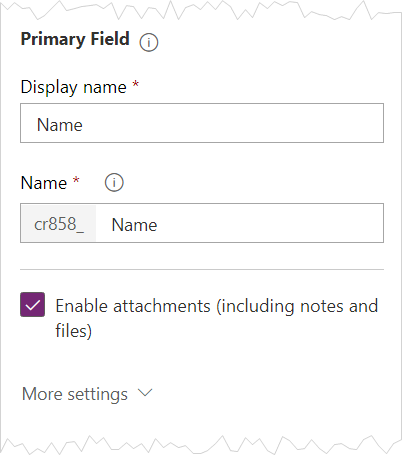 Primary Field
Display name *
Name
Name *
cr858_ Name
Enable attachments (including notes and
files)
More settings